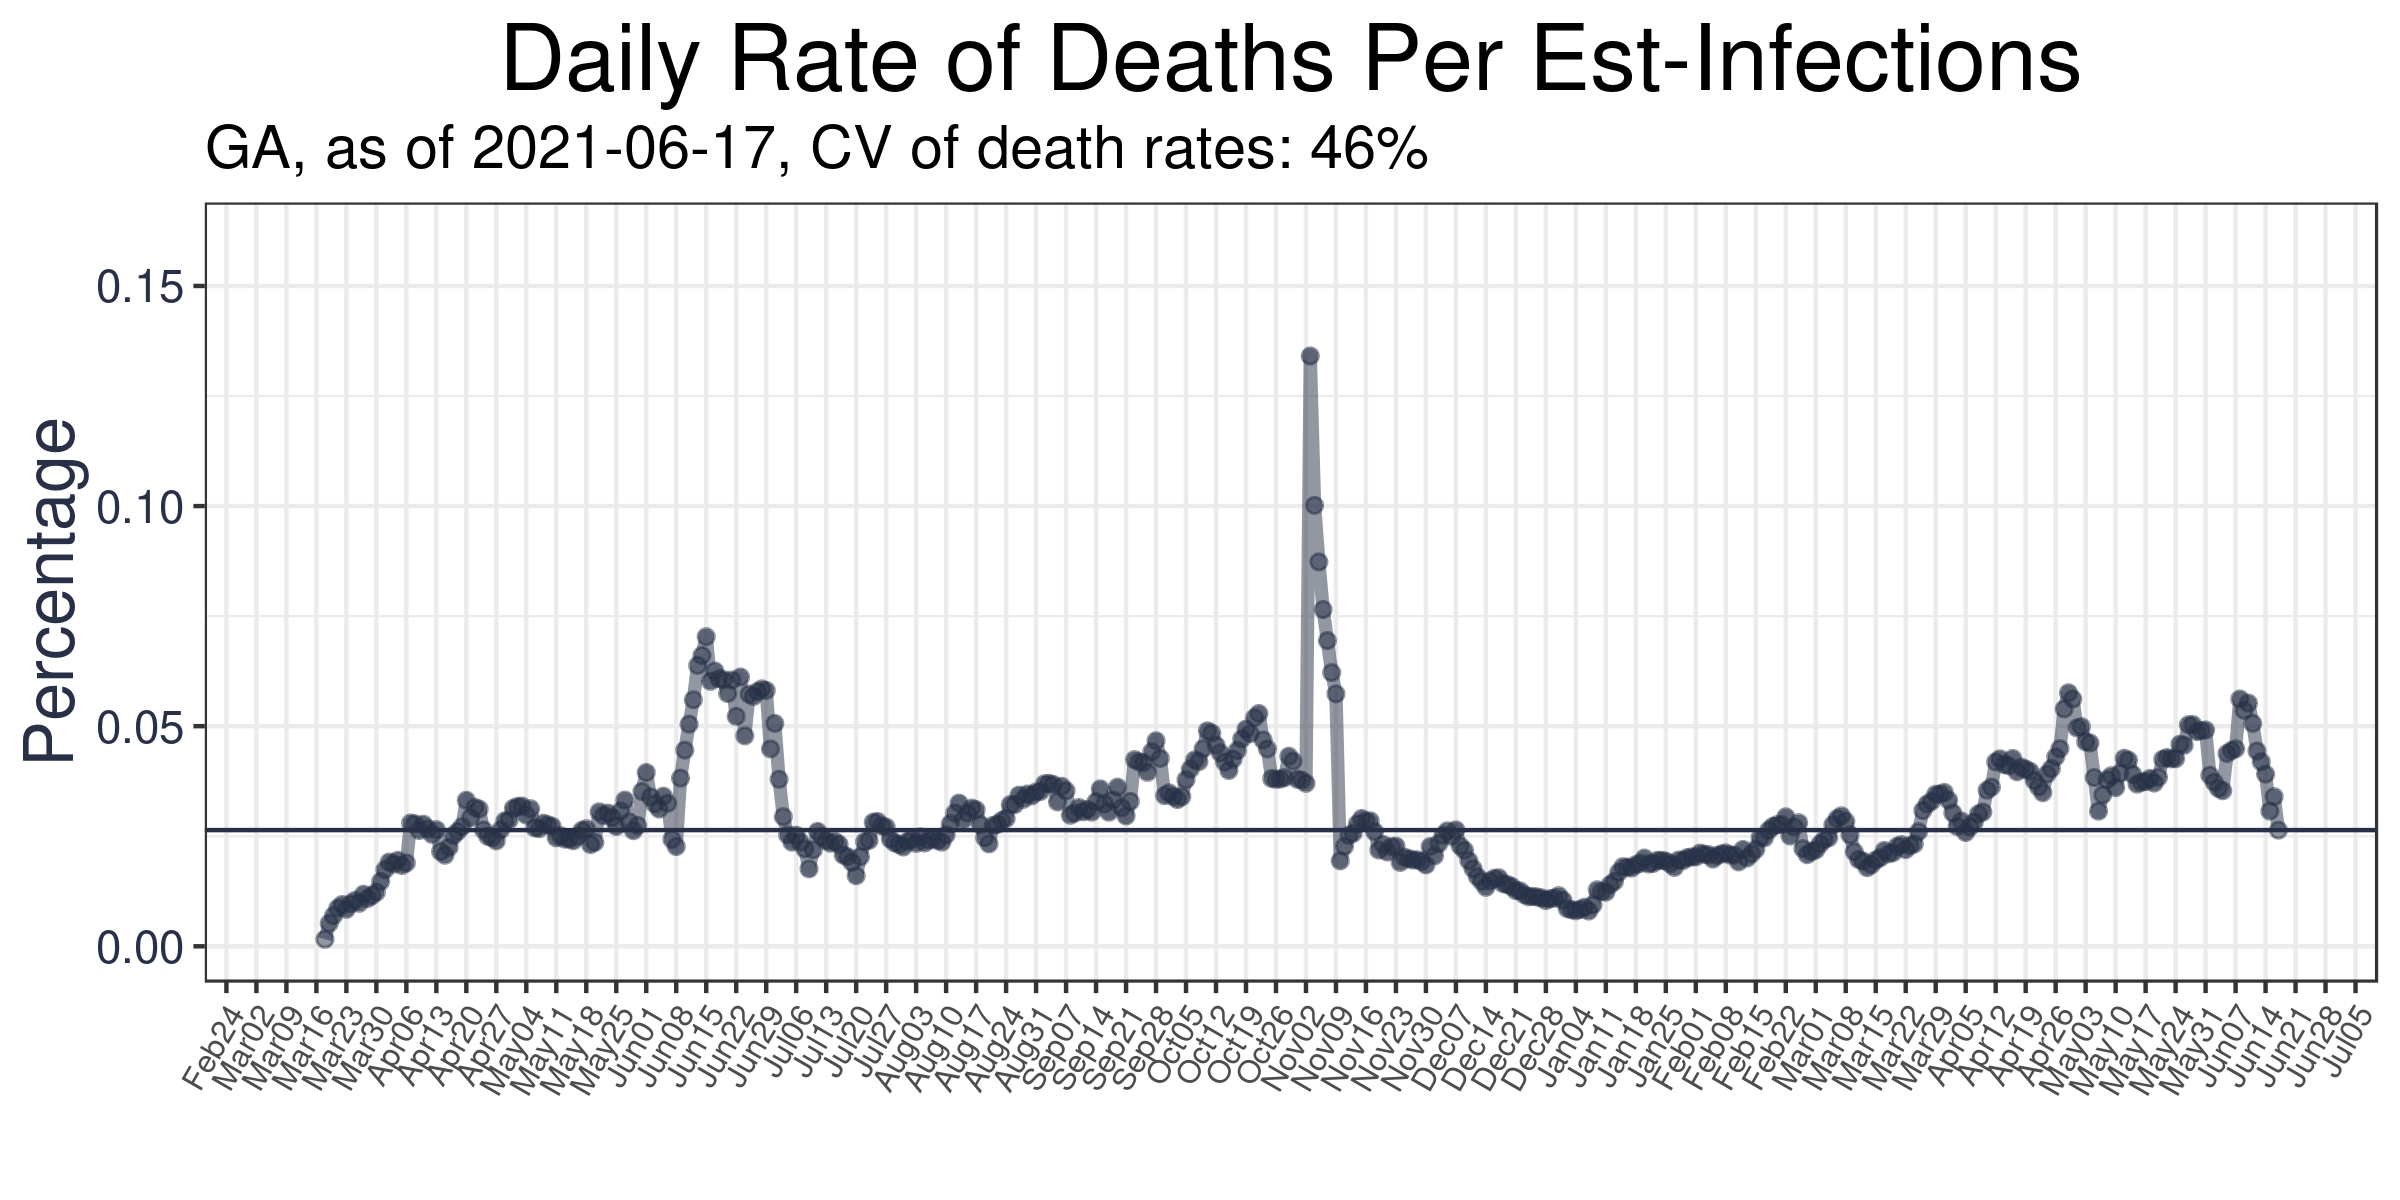 Daily Rate of Deaths Per Est-Infections
GA, as of 2021-06-17, CV of death rates: 46%
Percentage
0.15
0.10
0.05
0.00
Feb24
Mar02
Mar09
Mar16
Mar23
Mar30
Apr06
Apr13
Apr20
Apr27
May04
May11
May18
May25
Jun01
Jun08
Jun15
Jun22
Jun29
Jul06
Jul13
Jul20
Jul27
Aug03
Aug10
Aug17
Aug24
Aug31
Sep07
Sep14
Sep21
Sep28
Oct05
Oct12
Oct19
Oct26
Nov02
Nov09
Nov16
Nov23
Nov30
Dec07
Dec14
Dec21
Dec28
Jan04
Jan11
Jan18
Jan25
Feb01
Feb08
Feb15
Feb22
Mar01
Mar08
Mar15
Mar22
Mar29
Apr05
Apr12
Apr19
Apr26
May03
May10
May17
May24
May31
Jun07
Jun14
Jun21
Jun28
Jul05